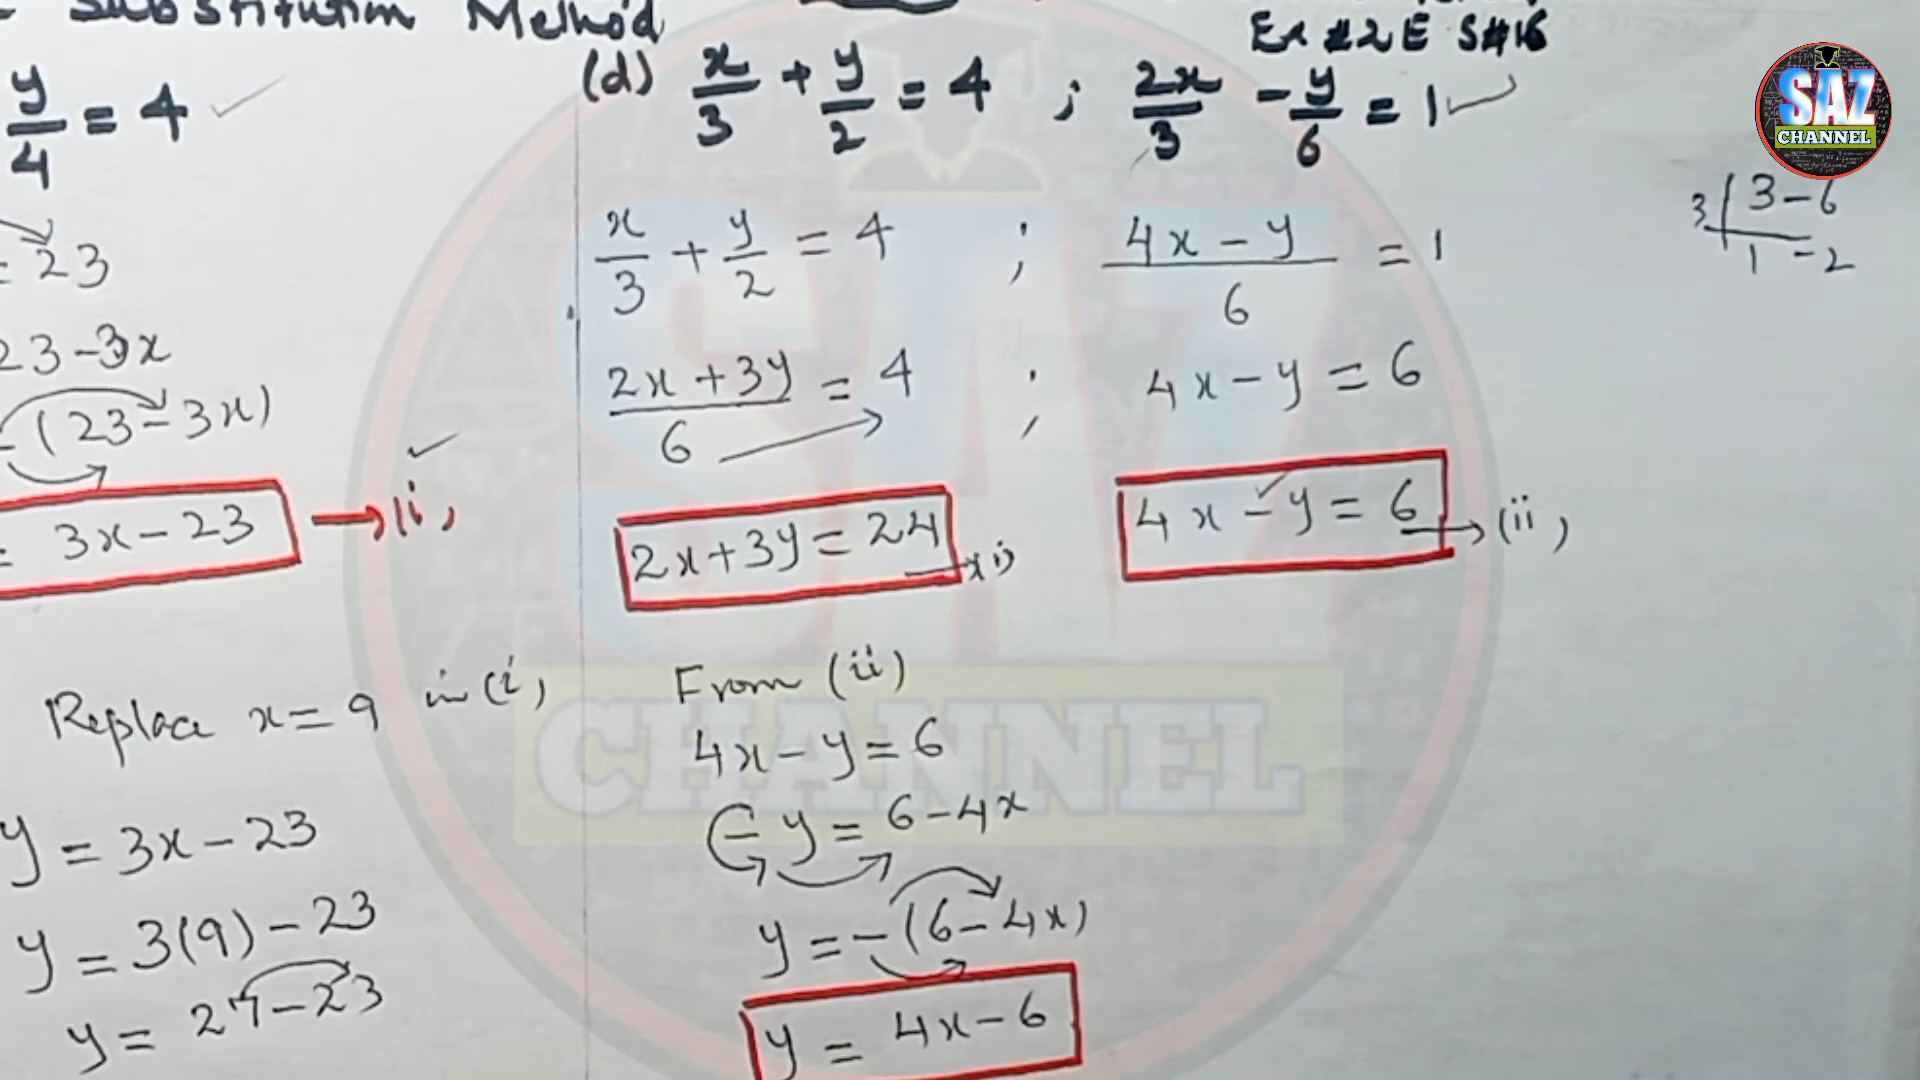 Substitution Method
Ex #2E S#16
y/4 = 4
= 23
23-3x
-(23-3x)
= 3x-23 → (i)
Replace x=9 in (i)
y = 3x-23
y = 3(9)-23
y = 27-23
(d) x/3 + y/2 = 4 ; 2x/3 - y/6 = 1
x/3 + y/2 = 4 ; (4x-y)/6 = 1
(2x+3y)/6 = 4 ; 4x-y = 6
2x+3y = 24 → (i) 4x-y = 6 → (ii)
From (ii)
4x-y = 6
-y = 6-4x
y = -(6-4x)
y = 4x-6
3 | 3-6
1 -2
SAZ
CHANNEL
SAZ
CHANNEL